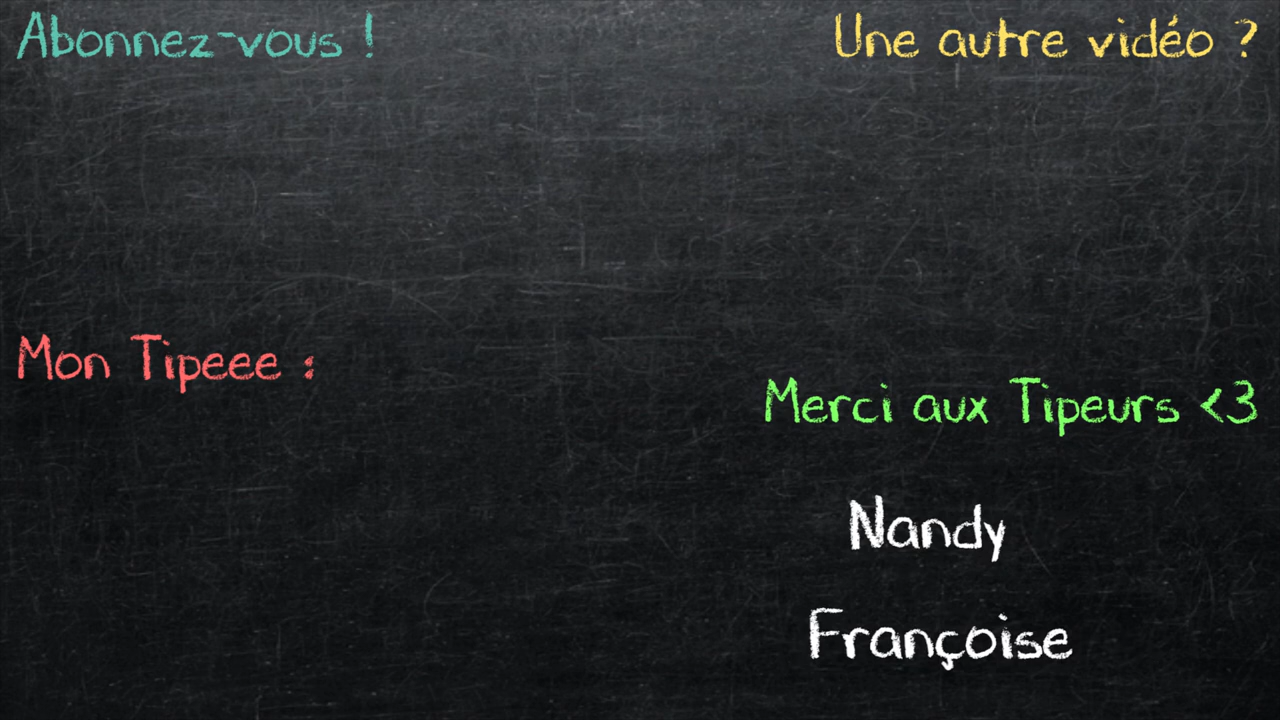 Abonnez-vous !
Une autre vidéo ?
Mon Tipeee :
Merci aux Tipeurs <3
Nandy
Françoise